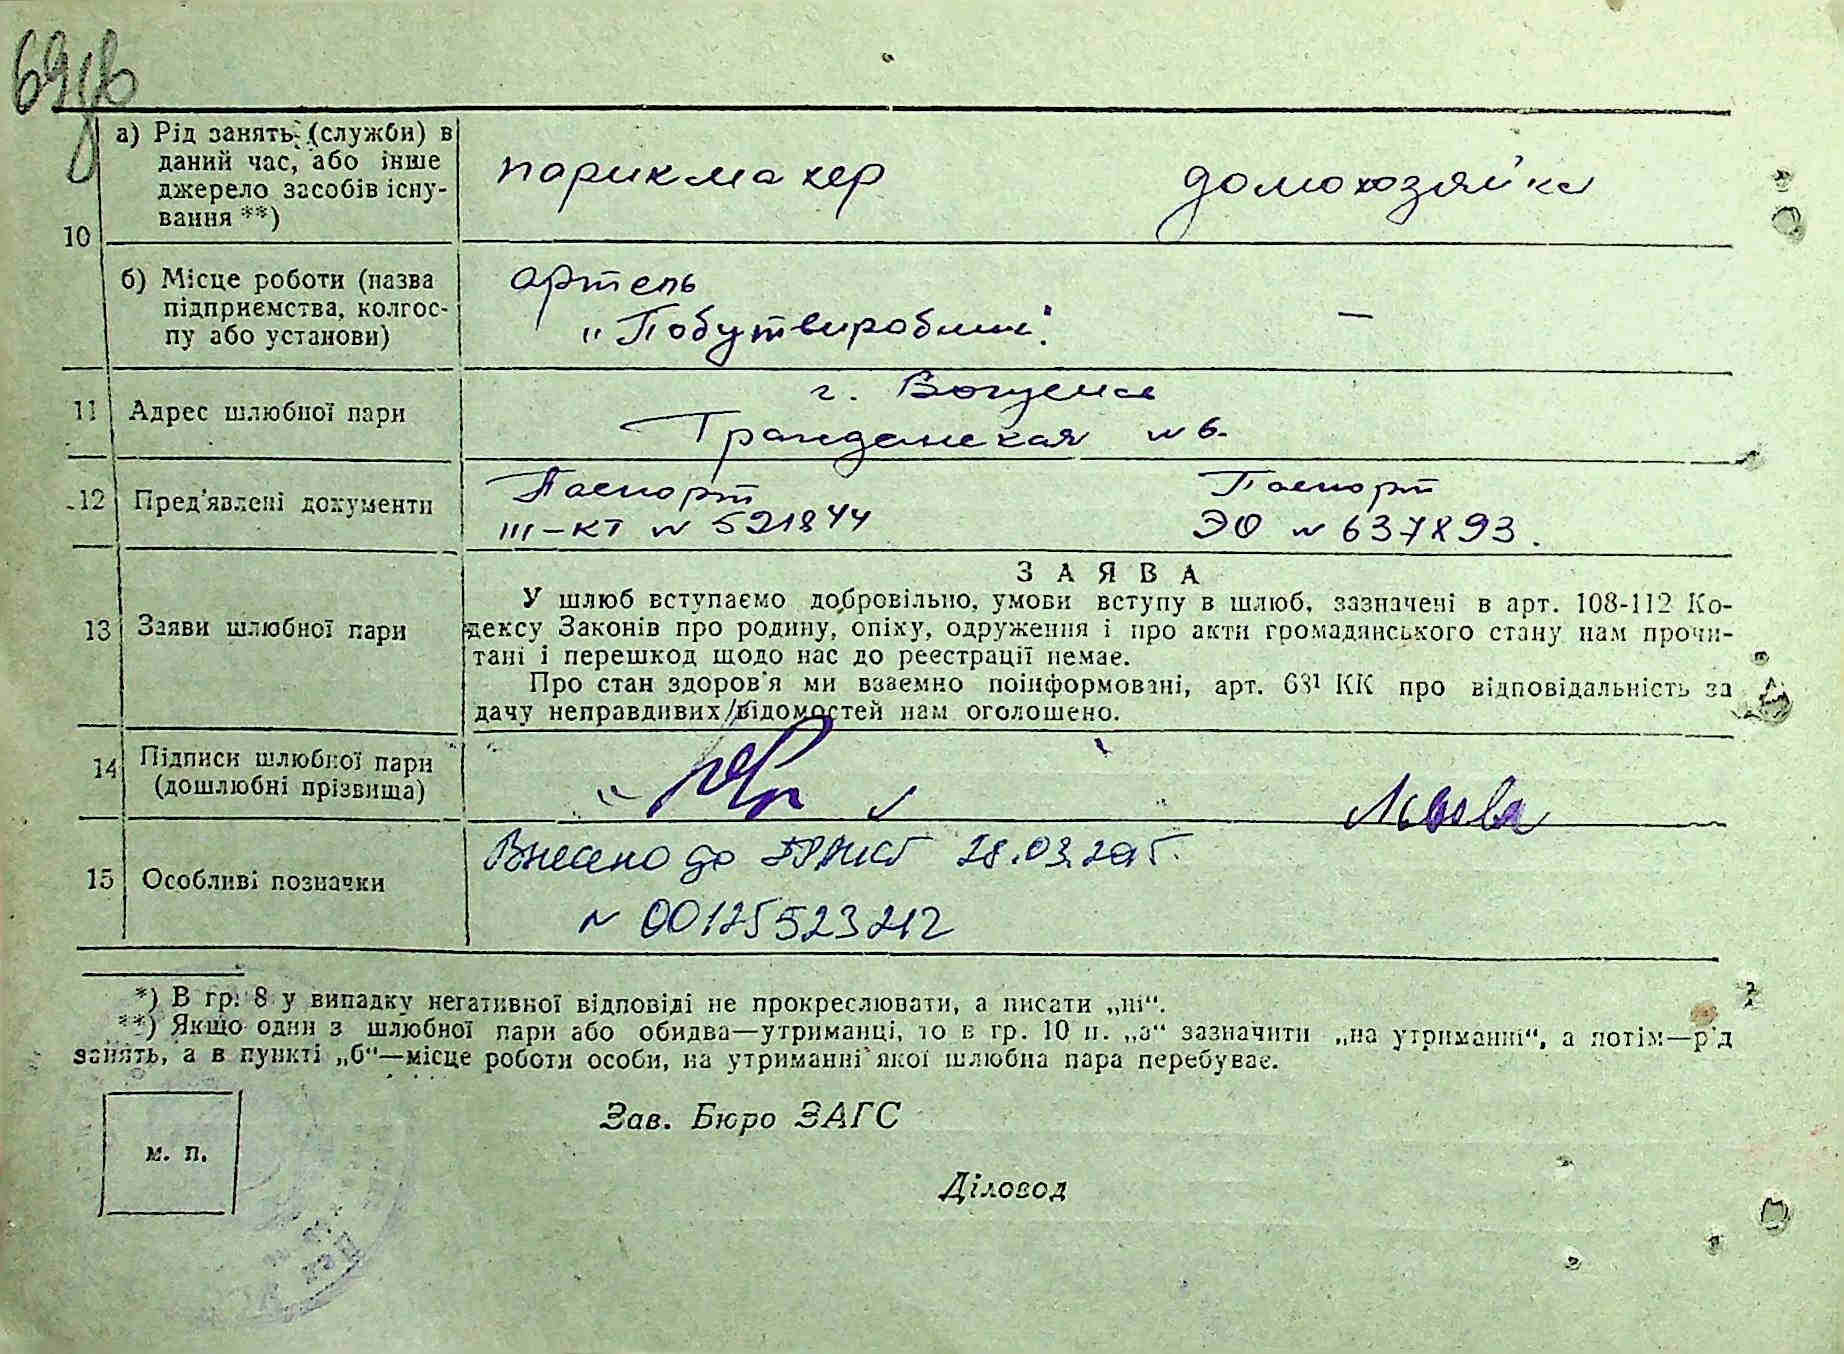 69 зв
а) Рід занять (служби) в
даний час, або інше
джерело засобів існу-
вання **)
парикмахер домохозяйка
10
б) Місце роботи (назва
підприємства, колгос-
пу або установи)
артель
„Побутвиробник". —
11 Адрес шлюбної пари
г.
Гражданская № 6.
12 Пред'явлені документи
Паспорт Паспорт
III-КТ № 521844 ЭО № 637893.
13 Заяви шлюбної пари
ЗАЯВА
У шлюб вступаємо добровільно, умови вступу в шлюб, зазначені в арт. 108-112 Ко-
дексу Законів про родину, опіку, одруження і про акти громадянського стану нам прочи-
тані і перешкод щодо нас до реєстрації немає.
Про стан здоров'я ми взаємно поінформовані, арт. 68¹ КК про відповідальність за
дачу неправдивих відомостей нам оголошено.
14 Підписи шлюбної пари
(дошлюбні прізвища)
15 Особливі позначки
Внесено до 28.03.
№ 00125523212
*) В гр. 8 у випадку негативної відповіді не прокреслювати, а писати „ні".
**) Якщо один з шлюбної пари або обидва—утриманці, то в гр. 10 п. „а" зазначити „на утриманні", а потім—рід
занять, а в пункті „б"—місце роботи особи, на утриманні якої шлюбна пара перебуває.
Зав. Бюро ЗАГС
м. п.
Діловод